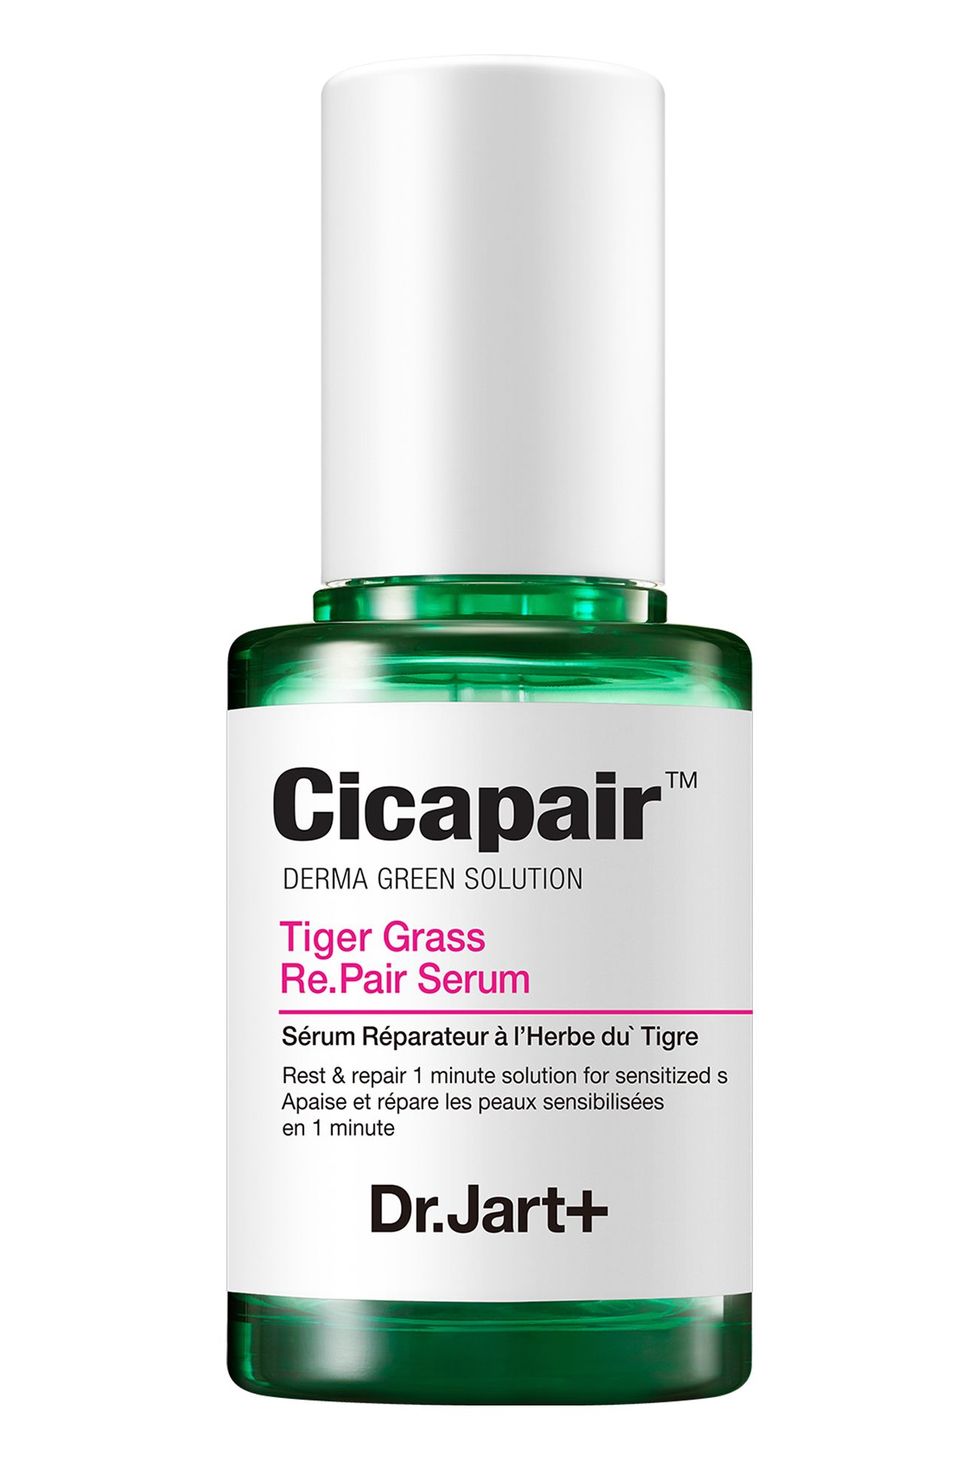 Cicapair™
DERMA GREEN SOLUTION
Tiger Grass
Re.Pair Serum
Sérum Réparateur à l'Herbe du` Tigre
Rest & repair 1 minute solution for sensitized s
Apaise et répare les peaux sensibilisées
en 1 minute
Dr.Jart+